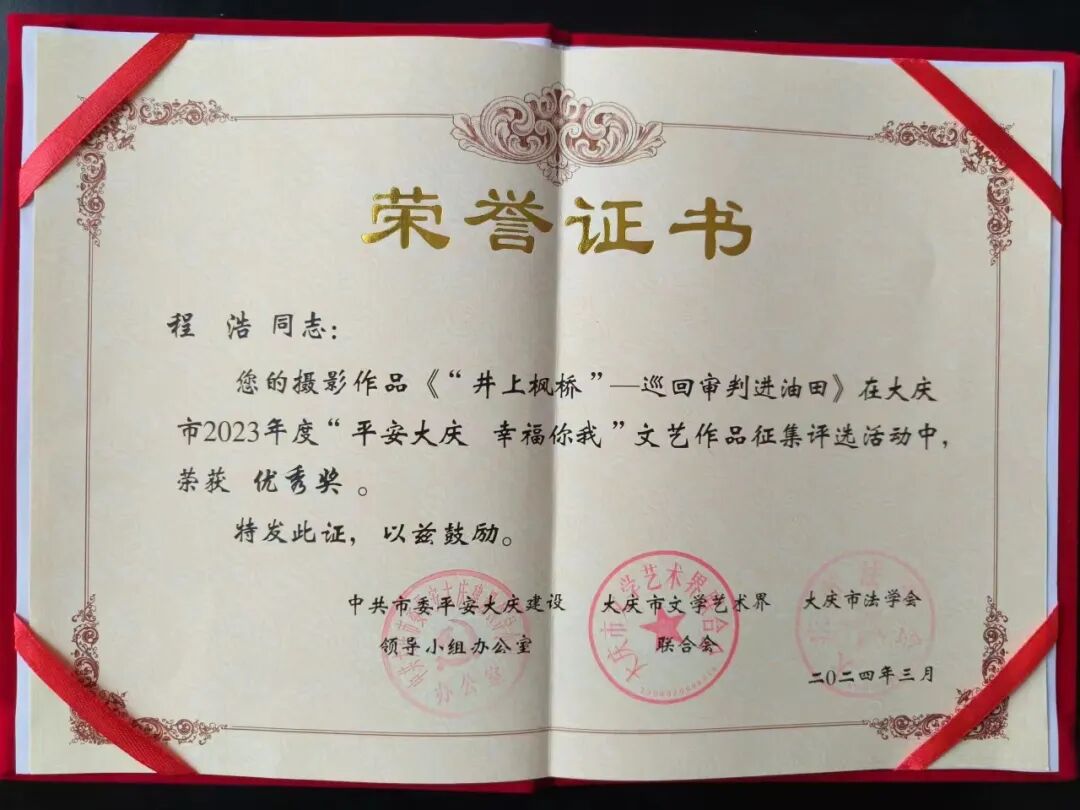 荣誉证书
程 浩 同志：
您的摄影作品《“井上枫桥”—巡回审判进油田》在大庆
市2023年度“平安大庆 幸福你我”文艺作品征集评选活动中，
荣获 优秀奖 。
特发此证，以兹鼓励。
中共市委平安大庆建设 大庆市文学艺术界 大庆市法学会
领导小组办公室 联合会
二〇二四年三月